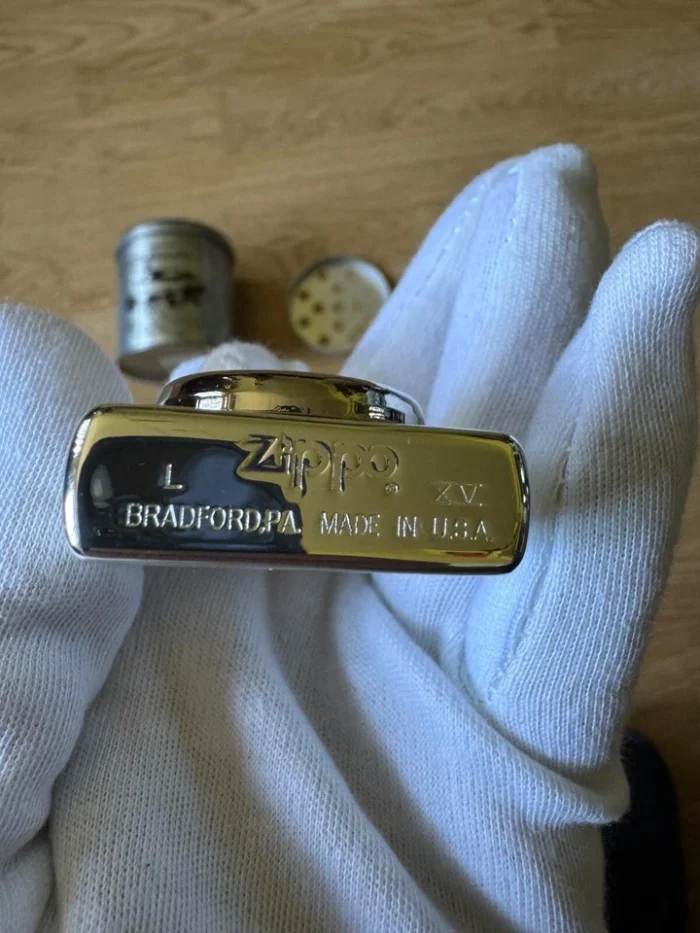 Zippo ®
L XV
BRADFORD,PA. MADE IN U.S.A.